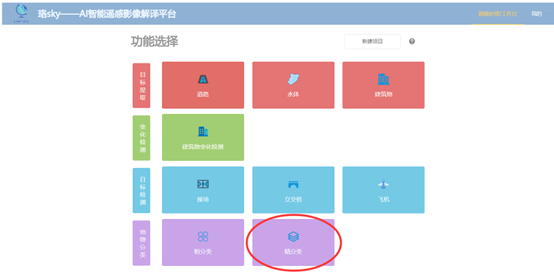 珞sky——AI智能遥感影像解译平台
我的
功能选择
新建项目
目标提取
道路
水体
建筑物
变化检测
建筑物变化检测
目标检测
操场
立交桥
飞机
地物分类
粗分类
精分类